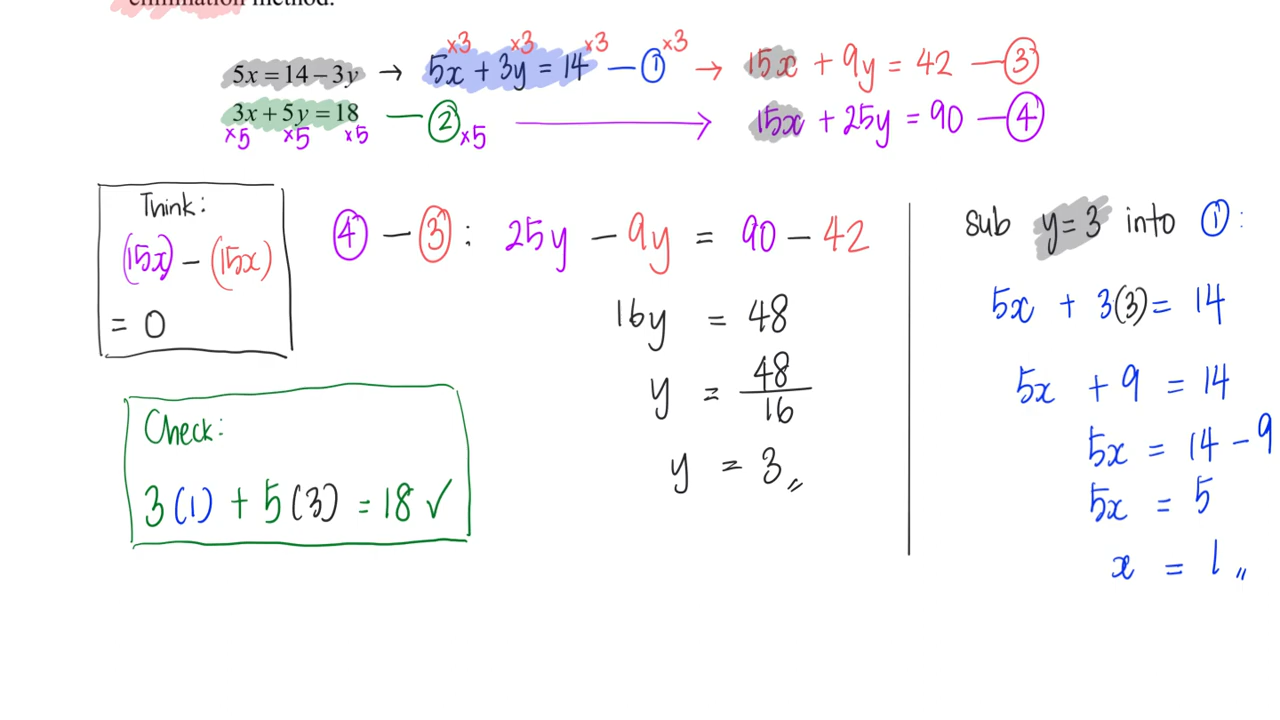 elimination method.
×3 ×3 ×3 ×3
5x = 14 − 3y → 5x + 3y = 14 — ① → 15x + 9y = 42 — ③
3x + 5y = 18 — ② ×5 → 15x + 25y = 90 — ④
×5 ×5 ×5
Think:
(15x) − (15x)
= 0
④ − ③ : 25y − 9y = 90 − 42
16y = 48
y = 48/16
y = 3,,
Check:
3(1) + 5(3) = 18 ✓
sub y = 3 into ① :
5x + 3(3) = 14
5x + 9 = 14
5x = 14 − 9
5x = 5
x = 1,,